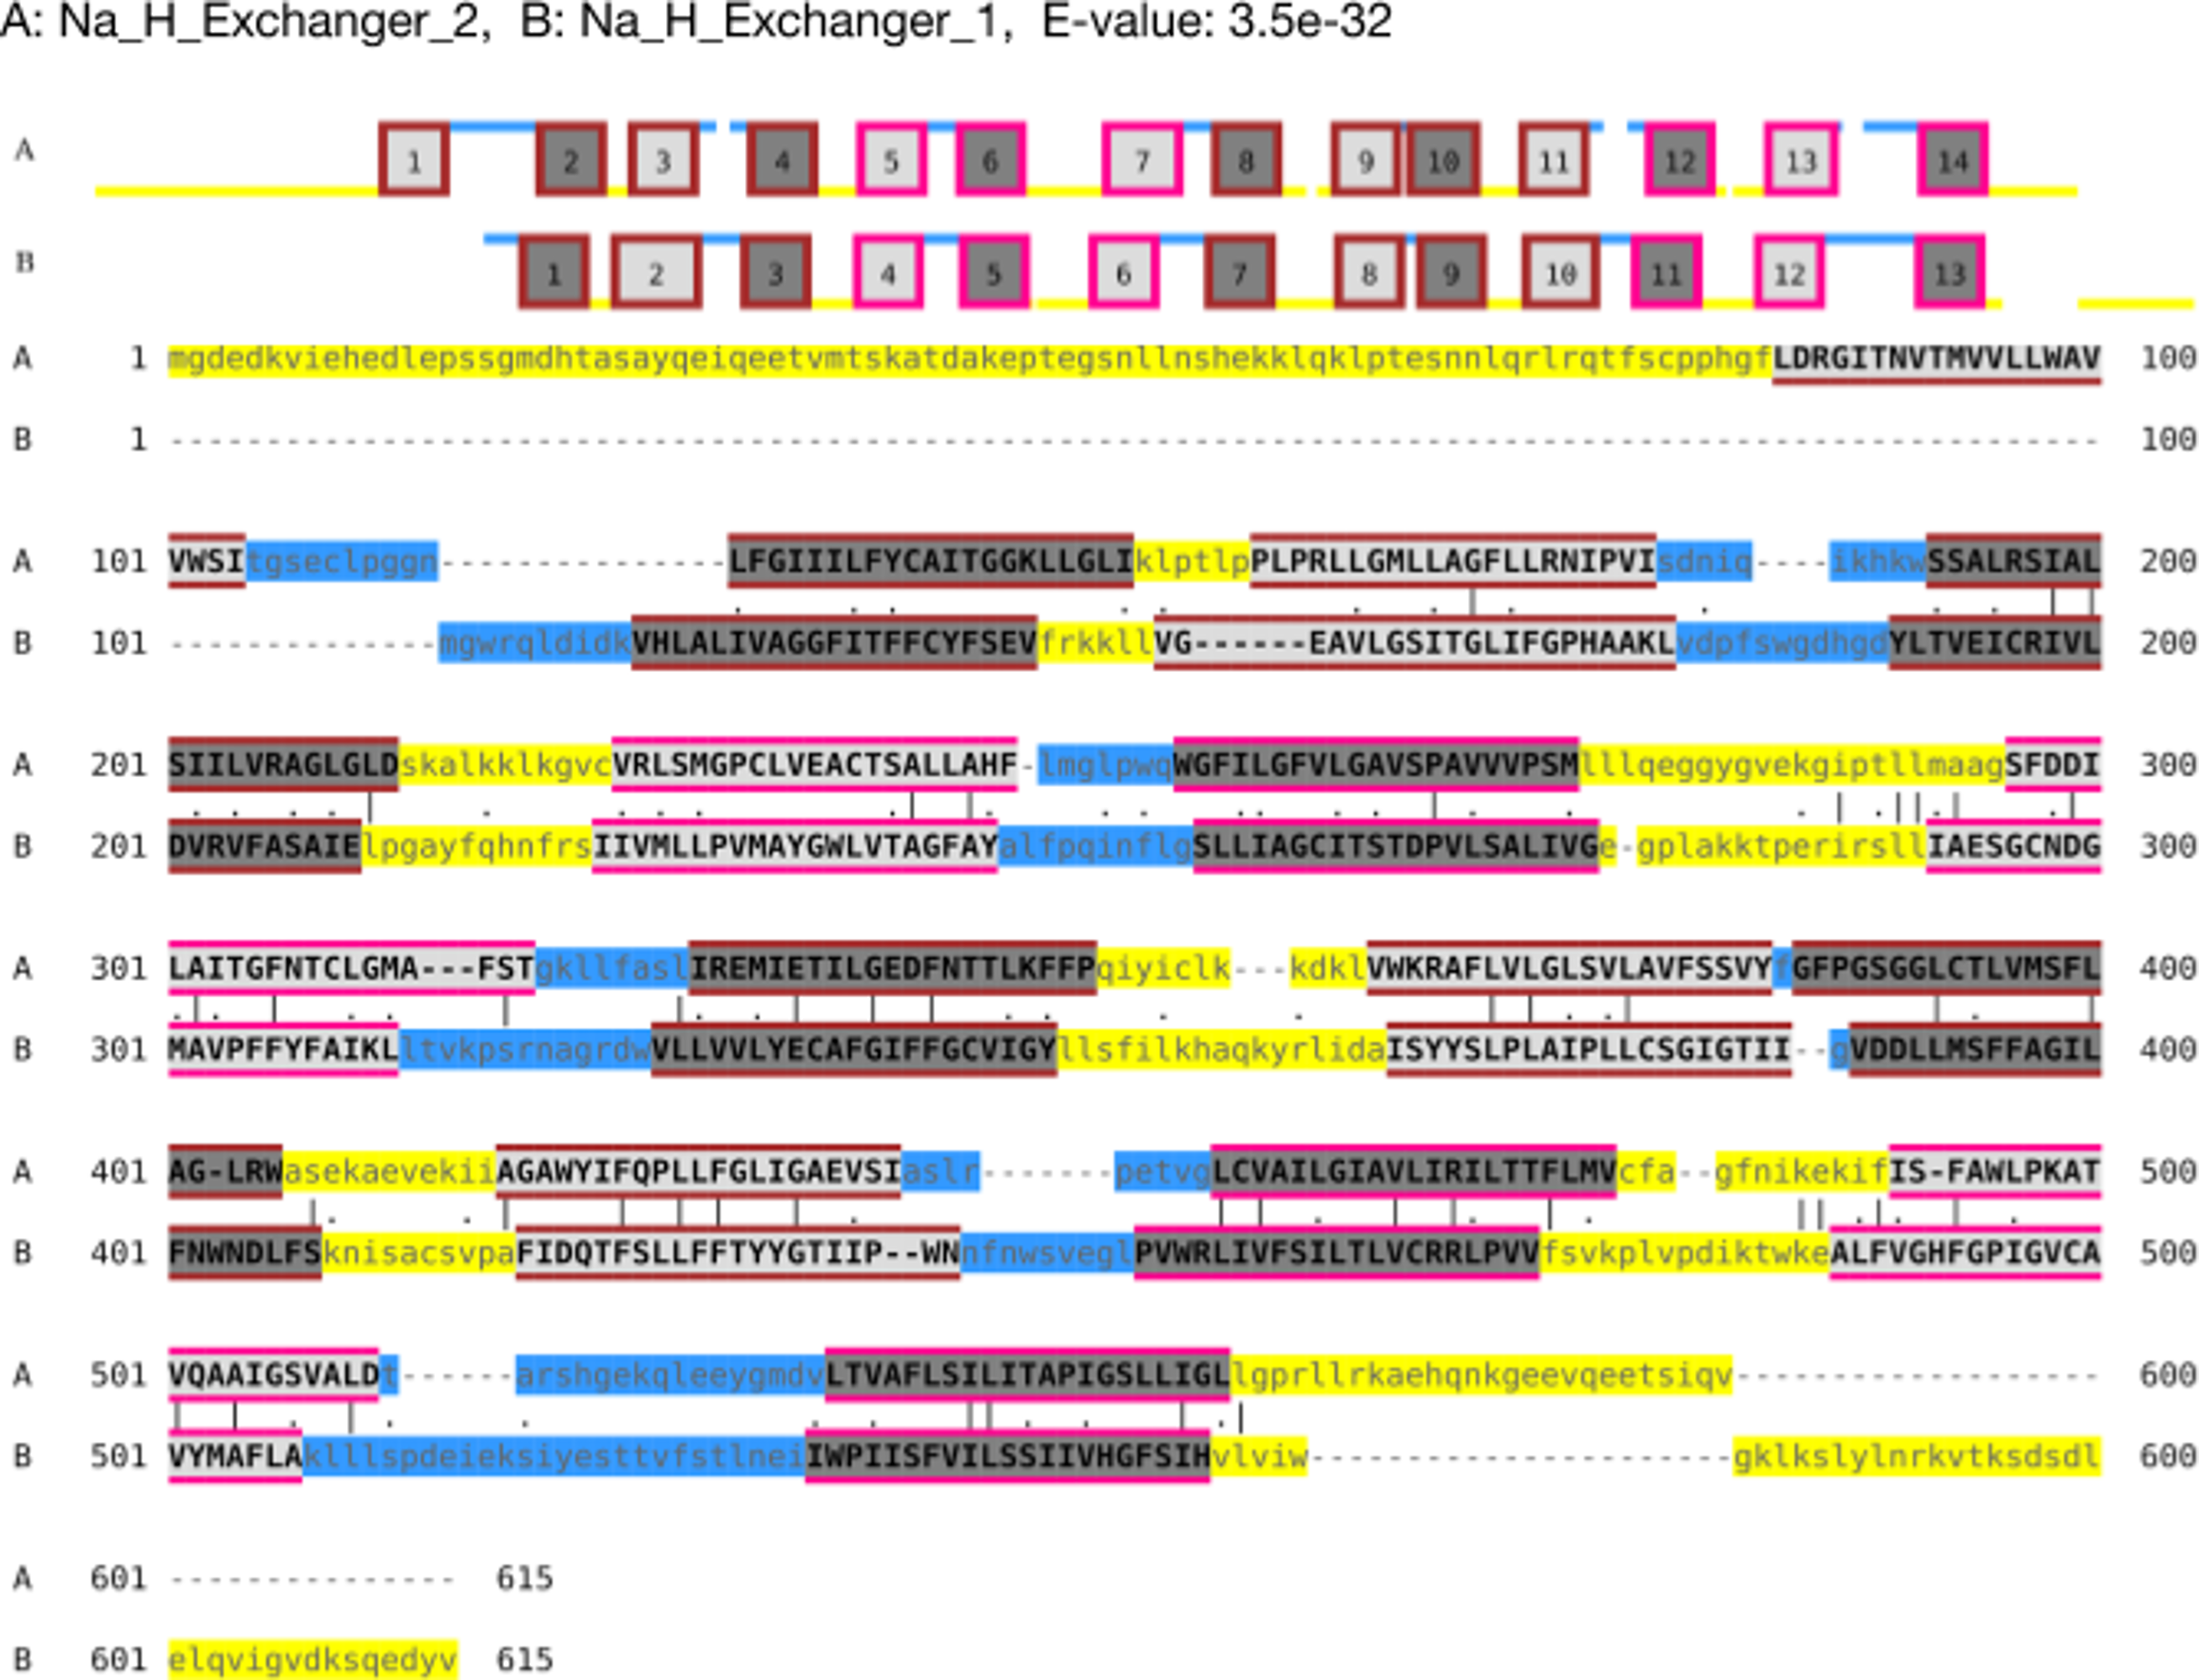 A: Na_H_Exchanger_2, B: Na_H_Exchanger_1, E-value: 3.5e-32
A 1 2 3 4 5 6 7 8 9 10 11 12 13 14
B 1 2 3 4 5 6 7 8 9 10 11 12 13
A 1 mgdedkviehedlepssgmdhtasayqeiqeetvmtskatdakeptegsnllnshekklqklptesnnlqrlrqtfscpphgfLDRGITNVTMVVLLWAV 100
B 1 ---------------------------------------------------------------------------------------------------- 100
A 101 VWSItgseclpggn---------------LFGIIILFYCAITGGKLLGLIklptlpPLPRLLGMLLAGFLLRNIPVIsdniq----ikhkwSSALRSIAL 200
B 101 --------------mgwrqldidkVHLALIVAGGFITFFCYFSEVfrkkllVG------EAVLGSITGLIFGPHAAKLvdpfswgdhgdYLTVEICRIVL 200
A 201 SIILVRAGLGLDskalkklkgvcVRLSMGPCLVEACTSALLAHF-lmglpwqWGFILGFVLGAVSPAVVVPSMlllqeggygvekgiptllmaagSFDDI 300
B 201 DVRVFASAIElpgayfqhnfrsIIVMLLPVMAYGWLVTAGFAYalfpqinflgSLLIAGCITSTDPVLSALIVGe-gplakktperirsllIAESGCNDG 300
A 301 LAITGFNTCLGMA---FSTgkllfaslIREMIETILGEDFNTTLKFFPqiyiclk---kdklVWKRAFLVLGLSVLAVFSSVYfGFPGSGGLCTLVMSFL 400
B 301 MAVPFFYFAIKLltvkpsrnagrdwVLLVVLYECAFGIFFGCVIGYllsfilkhaqkyrlidaISYYSLPLAIPLLCSGIGTII--gVDDLLMSFFAGIL 400
A 401 AG-LRWasekaevekiiAGAWYIFQPLLFGLIGAEVSIaslr-------petvgLCVAILGIAVLIRILTTFLMVcfa--gfnikekifIS-FAWLPKAT 500
B 401 FNWNDLFSknisacsvpaFIDQTFSLLFFTYYGTIIP--WNnfnwsveglPVWRLIVFSILTLVCRRLPVVfsvkplvpdiktwkeALFVGHFGPIGVCA 500
A 501 VQAAIGSVALDt------arshgekqleeygmdvLTVAFLSILITAPIGSLLIGLlgprllrkaehqnkgeevqeetsiqv------------------- 600
B 501 VYMAFLAklllspdeieksiyesttvfstlneiIWPIISFVILSSIIVHGFSIHvlviw----------------------gklkslylnrkvtksdsdl 600
A 601 --------------- 615
B 601 elqvigvdksqedyv 615